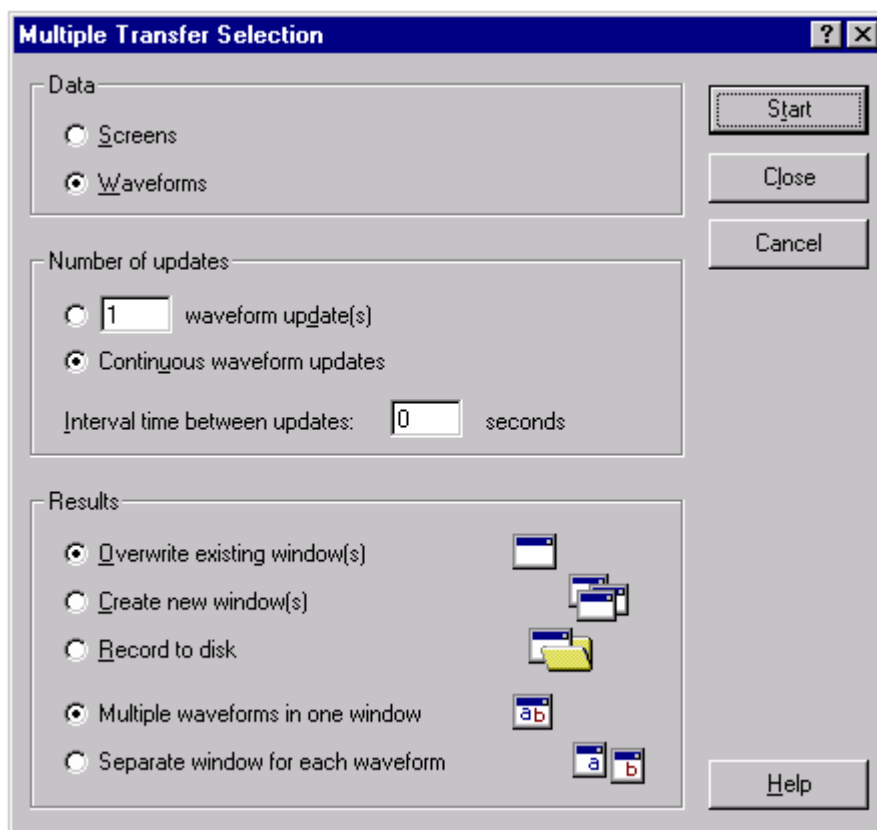 Multiple Transfer Selection
Data
Screens
Waveforms
Start
Close
Cancel
Number of updates
1 waveform update(s)
Continuous waveform updates
Interval time between updates: 0 seconds
Results
Overwrite existing window(s)
Create new window(s)
Record to disk
Multiple waveforms in one window ab
Separate window for each waveform a b
Help